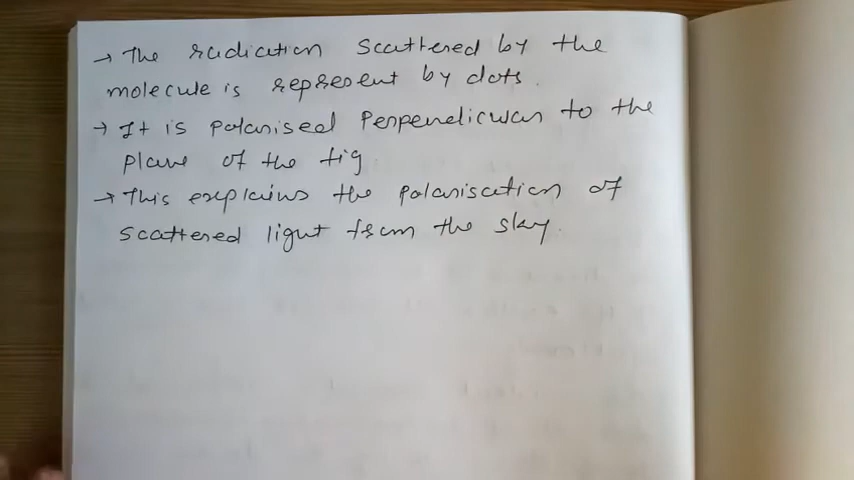 → The radiation scattered by the
molecule is represent by dots.
→ It is polarised Perpendicular to the
plane of the fig
→ This explains the polarisation of
scattered light from the sky.